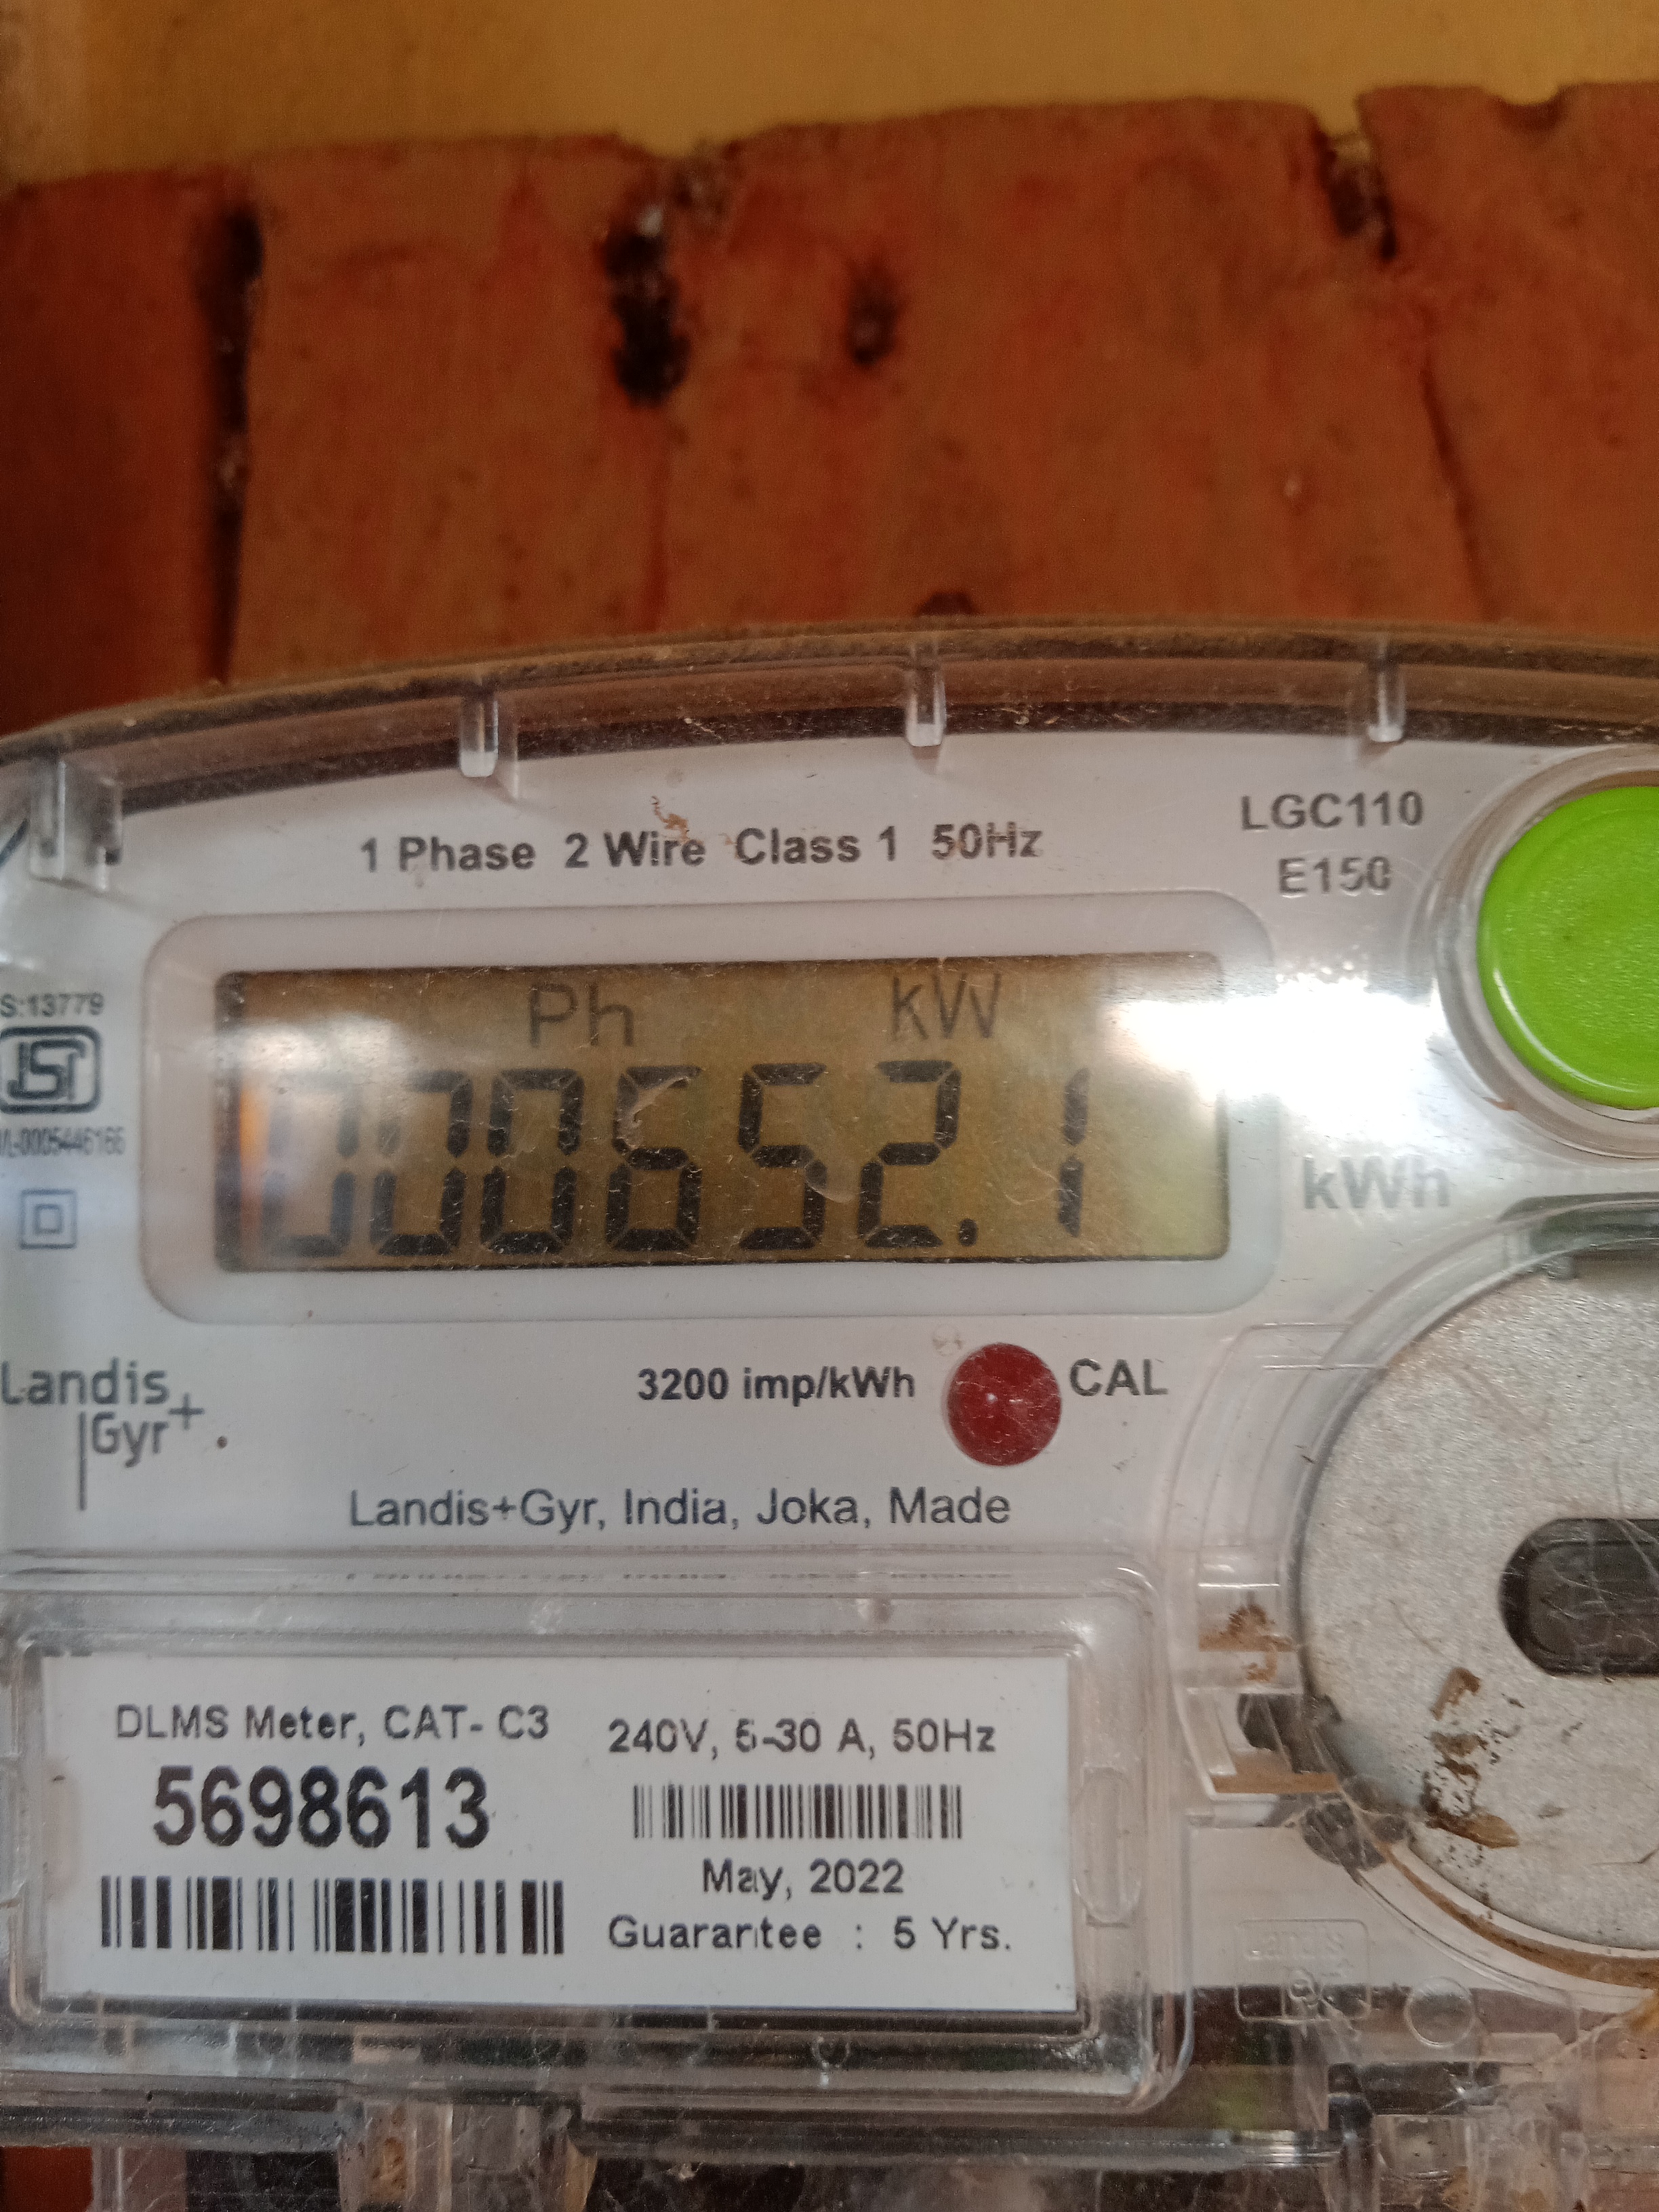 1 Phase 2 Wire Class 1 50Hz
LGC110
E150
S:13779
ISI
Ph kW
000652.1
kWh
3200 imp/kWh CAL
Landis
Gyr+
Landis+Gyr, India, Joka, Made
DLMS Meter, CAT- C3
5698613
240V, 5-30 A, 50Hz
May, 2022
Guarantee : 5 Yrs.